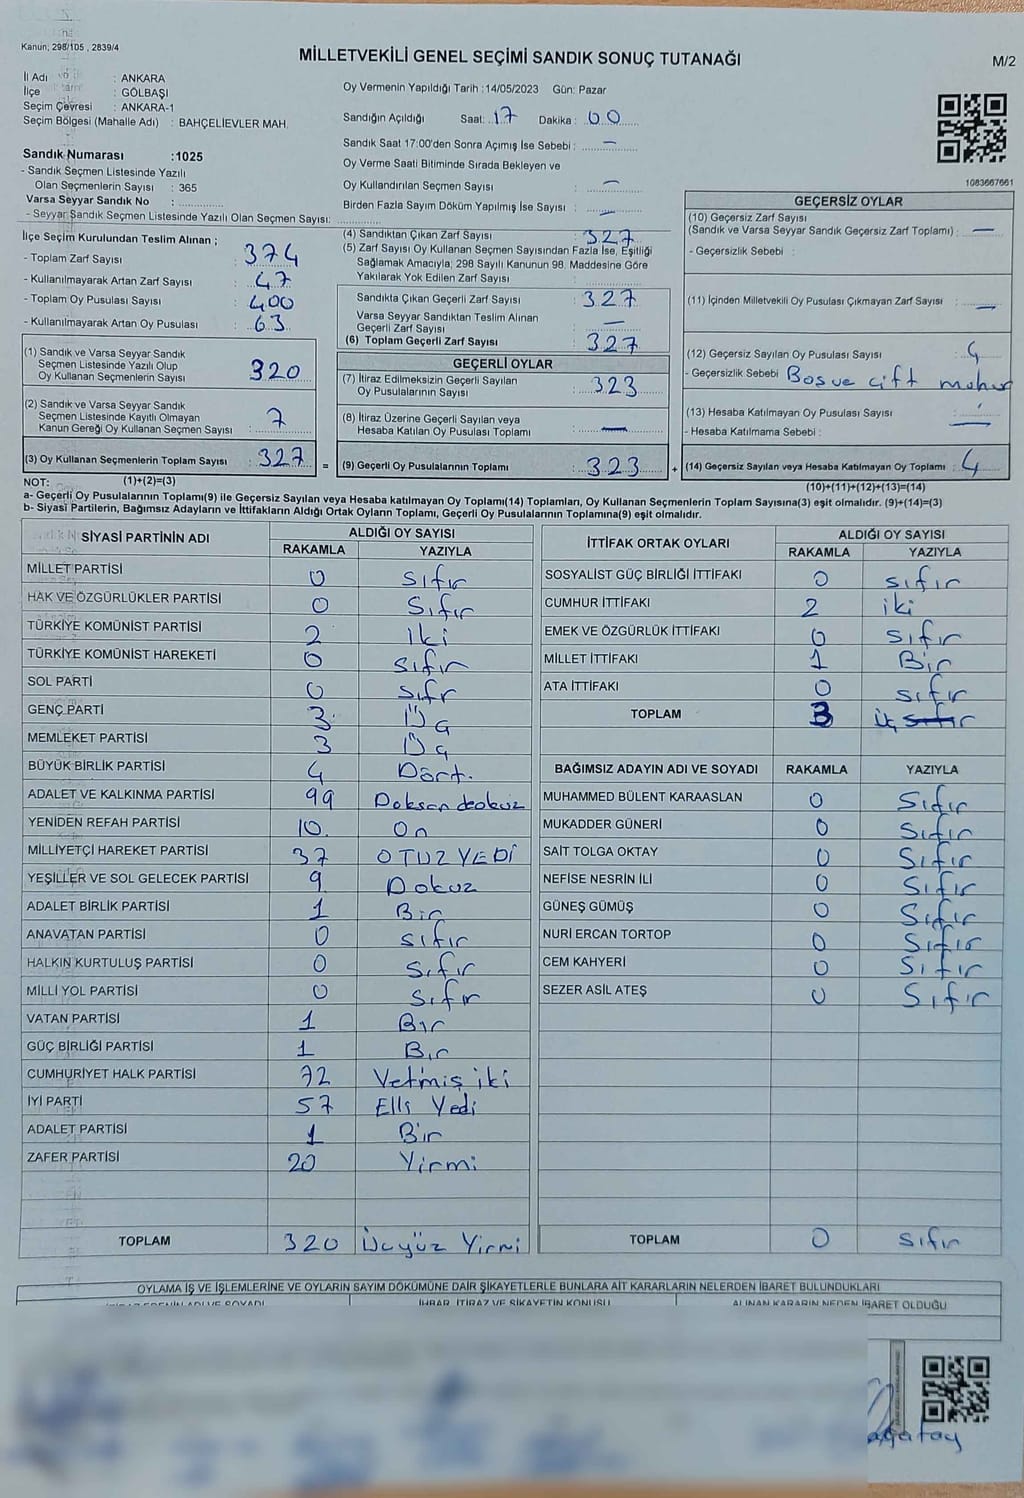 Kanun; 298/105 , 2839/4
MİLLETVEKİLİ GENEL SEÇİMİ SANDIK SONUÇ TUTANAĞI
M/2
İl Adı : ANKARA
İlçe : GÖLBAŞI
Seçim Çevresi : ANKARA-1
Seçim Bölgesi (Mahalle Adı) : BAHÇELİEVLER MAH.
Oy Vermenin Yapıldığı Tarih :14/05/2023 Gün: Pazar
Sandığın Açıldığı Saat: 17 Dakika : 00
Sandık Saat 17:00'den Sonra Açımış İse Sebebi : —
Oy Verme Saati Bitiminde Sırada Bekleyen ve
Oy Kullandırılan Seçmen Sayısı : —
Birden Fazla Sayım Döküm Yapılmış İse Sayısı : —
1083667661
Sandık Numarası :1025
- Sandık Seçmen Listesinde Yazılı
Olan Seçmenlerin Sayısı : 365
Varsa Seyyar Sandık No :
- Seyyar Sandık Seçmen Listesinde Yazılı Olan Seçmen Sayısı:
İlçe Seçim Kurulundan Teslim Alınan ;
- Toplam Zarf Sayısı : 374
- Kullanılmayarak Artan Zarf Sayısı : 47
- Toplam Oy Pusulası Sayısı : 400
- Kullanılmayarak Artan Oy Pusulası : 63
(1) Sandık ve Varsa Seyyar Sandık
Seçmen Listesinde Yazılı Olup
Oy Kullanan Seçmenlerin Sayısı : 320
(2) Sandık ve Varsa Seyyar Sandık
Seçmen Listesinde Kayıtlı Olmayan
Kanun Gereği Oy Kullanan Seçmen Sayısı : 7
(3) Oy Kullanan Seçmenlerin Toplam Sayısı : 327
(1)+(2)=(3)
(4) Sandıktan Çıkan Zarf Sayısı : 327
(5) Zarf Sayısı Oy Kullanan Seçmen Sayısından Fazla İse, Eşitliği
Sağlamak Amacıyla; 298 Sayılı Kanunun 98. Maddesine Göre
Yakılarak Yok Edilen Zarf Sayısı :
Sandıkta Çıkan Geçerli Zarf Sayısı : 327
Varsa Seyyar Sandıktan Teslim Alınan
Geçerli Zarf Sayısı : —
(6) Toplam Geçerli Zarf Sayısı : 327
GEÇERLİ OYLAR
(7) İtiraz Edilmeksizin Geçerli Sayılan
Oy Pusulalarının Sayısı : 323
(8) İtiraz Üzerine Geçerli Sayılan veya
Hesaba Katılan Oy Pusulası Toplamı : —
= (9) Geçerli Oy Pusulalarının Toplamı : 323 +
GEÇERSİZ OYLAR
(10) Geçersiz Zarf Sayısı
(Sandık ve Varsa Seyyar Sandık Geçersiz Zarf Toplamı) : —
- Geçersizlik Sebebi :
(11) İçinden Milletvekili Oy Pusulası Çıkmayan Zarf Sayısı : —
(12) Geçersiz Sayılan Oy Pusulası Sayısı : 4
- Geçersizlik Sebebi : Boş ve çift mühür
(13) Hesaba Katılmayan Oy Pusulası Sayısı : —
- Hesaba Katılmama Sebebi :
(14) Geçersiz Sayılan veya Hesaba Katılmayan Oy Toplamı : 4
(10)+(11)+(12)+(13)=(14)
NOT:
a- Geçerli Oy Pusulalarının Toplamı(9) ile Geçersiz Sayılan veya Hesaba katılmayan Oy Toplamı(14) Toplamları, Oy Kullanan Seçmenlerin Toplam Sayısına(3) eşit olmalıdır. (9)+(14)=(3)
b- Siyasi Partilerin, Bağımsız Adayların ve İttifakların Aldığı Ortak Oyların Toplamı, Geçerli Oy Pusulalarının Toplamına(9) eşit olmalıdır.
SİYASİ PARTİNİN ADI ALDIĞI OY SAYISI
RAKAMLA YAZIYLA
MİLLET PARTİSİ 0 Sıfır
HAK VE ÖZGÜRLÜKLER PARTİSİ 0 Sıfır
TÜRKİYE KOMÜNİST PARTİSİ 2 İki
TÜRKİYE KOMÜNİST HAREKETİ 0 sıfır
SOL PARTİ 0 sıfr
GENÇ PARTİ 3 Üç
MEMLEKET PARTİSİ 3 Üç
BÜYÜK BİRLİK PARTİSİ 4 Dört.
ADALET VE KALKINMA PARTİSİ 99 Doksan dokuz
YENİDEN REFAH PARTİSİ 10. On
MİLLİYETÇİ HAREKET PARTİSİ 37 OTUZ YEDİ
YEŞİLLER VE SOL GELECEK PARTİSİ 9 Dokuz
ADALET BİRLİK PARTİSİ 1 Bir
ANAVATAN PARTİSİ 0 sıfır
HALKIN KURTULUŞ PARTİSİ 0 Sıfır
MİLLİ YOL PARTİSİ 0 Sıfır
VATAN PARTİSİ 1 Bır
GÜÇ BİRLİĞİ PARTİSİ 1 Bır
CUMHURİYET HALK PARTİSİ 72 Yetmiş iki
İYİ PARTİ 57 Elli Yedi
ADALET PARTİSİ 1 Bir
ZAFER PARTİSİ 20 Yirmi
TOPLAM 320 Üçyüz Yirmi
İTTİFAK ORTAK OYLARI ALDIĞI OY SAYISI
RAKAMLA YAZIYLA
SOSYALİST GÜÇ BİRLİĞİ İTTİFAKI 0 sıfır
CUMHUR İTTİFAKI 2 iki
EMEK VE ÖZGÜRLÜK İTTİFAKI 0 sıfır
MİLLET İTTİFAKI 1 Bir
ATA İTTİFAKI 0 sıfır
TOPLAM 3 üç sıfır
BAĞIMSIZ ADAYIN ADI VE SOYADI RAKAMLA YAZIYLA
MUHAMMED BÜLENT KARAASLAN 0 Sıfır
MUKADDER GÜNERİ 0 Sıfır
SAİT TOLGA OKTAY 0 Sıfır
NEFİSE NESRİN İLİ 0 Sıfır
GÜNEŞ GÜMÜŞ 0 Sıfır
NURİ ERCAN TORTOP 0 Sıfır
CEM KAHYERİ 0 Sıfır
SEZER ASİL ATEŞ 0 Sıfır
TOPLAM 0 sıfır
OYLAMA İŞ VE İŞLEMLERİNE VE OYLARIN SAYIM DÖKÜMÜNE DAİR ŞİKAYETLERLE BUNLARA AİT KARARLARIN NELERDEN İBARET BULUNDUKLARI
İHBAR, İTİRAZ VE ŞİKAYETİN KONUSU ALINAN KARARIN NEDEN İBARET OLDUĞU